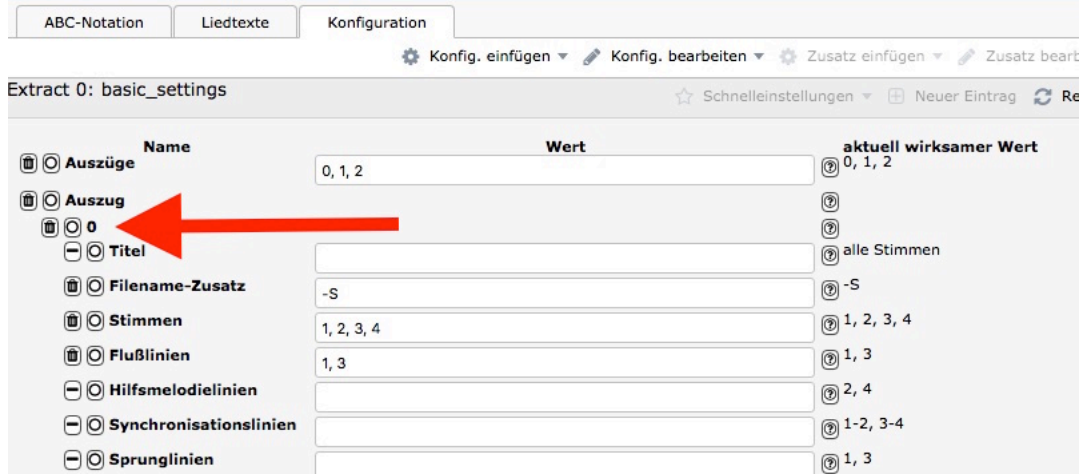 ABC-Notation Liedtexte Konfiguration
Konfig. einfügen Konfig. bearbeiten Zusatz einfügen Zusatz bearb
Extract 0: basic_settings Schnelleinstellungen Neuer Eintrag Re
Name Wert aktuell wirksamer Wert
Auszüge 0, 1, 2 0, 1, 2
Auszug
0
Titel alle Stimmen
Filename-Zusatz -S -S
Stimmen 1, 2, 3, 4 1, 2, 3, 4
Flußlinien 1, 3 1, 3
Hilfsmelodielinien 2, 4
Synchronisationslinien 1-2, 3-4
Sprunglinien 1, 3